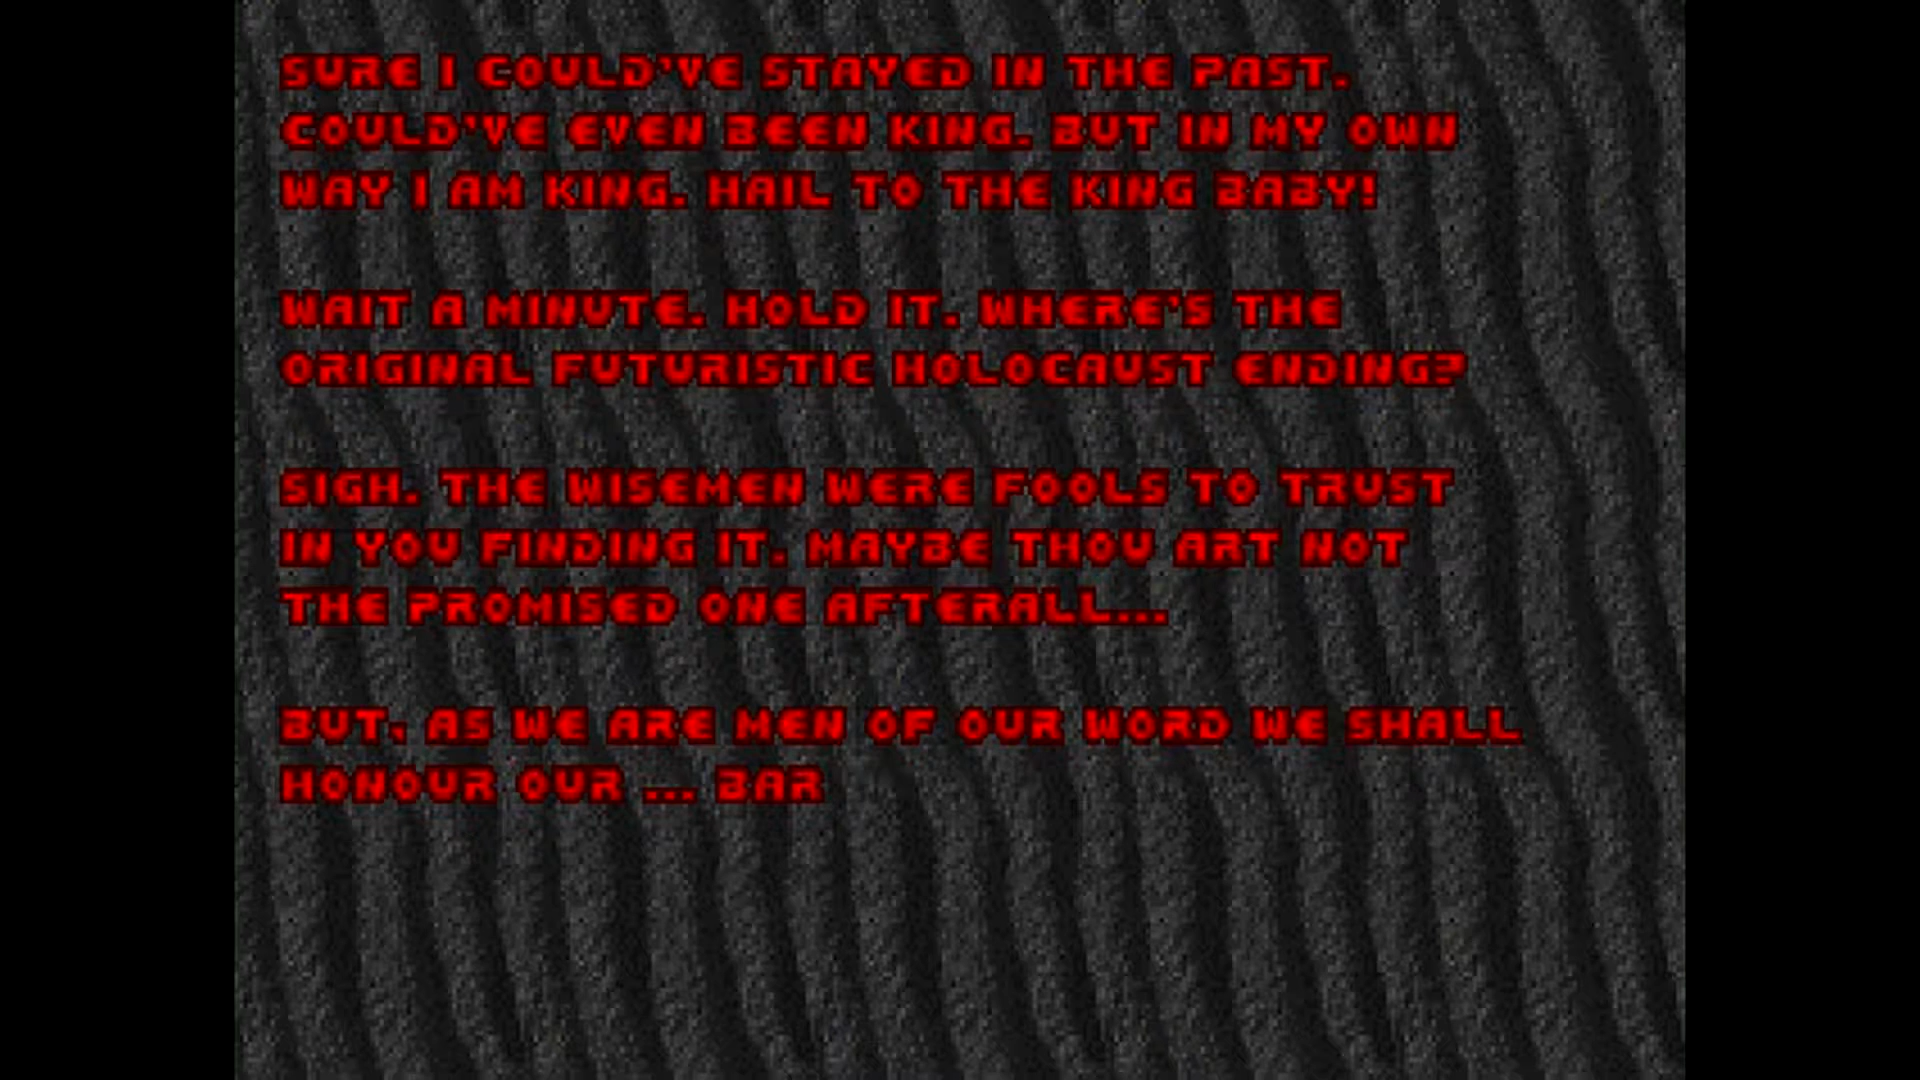 SURE I COULD'VE STAYED IN THE PAST.
COULD'VE EVEN BEEN KING. BUT IN MY OWN
WAY I AM KING. HAIL TO THE KING BABY!
WAIT A MINUTE. HOLD IT. WHERE'S THE
ORIGINAL FUTURISTIC HOLOCAUST ENDING?
SIGH. THE WISEMEN WERE FOOLS TO TRUST
IN YOU FINDING IT. MAYBE THOU ART NOT
THE PROMISED ONE AFTERALL...
BUT, AS WE ARE MEN OF OUR WORD WE SHALL
HONOUR OUR ... BAR